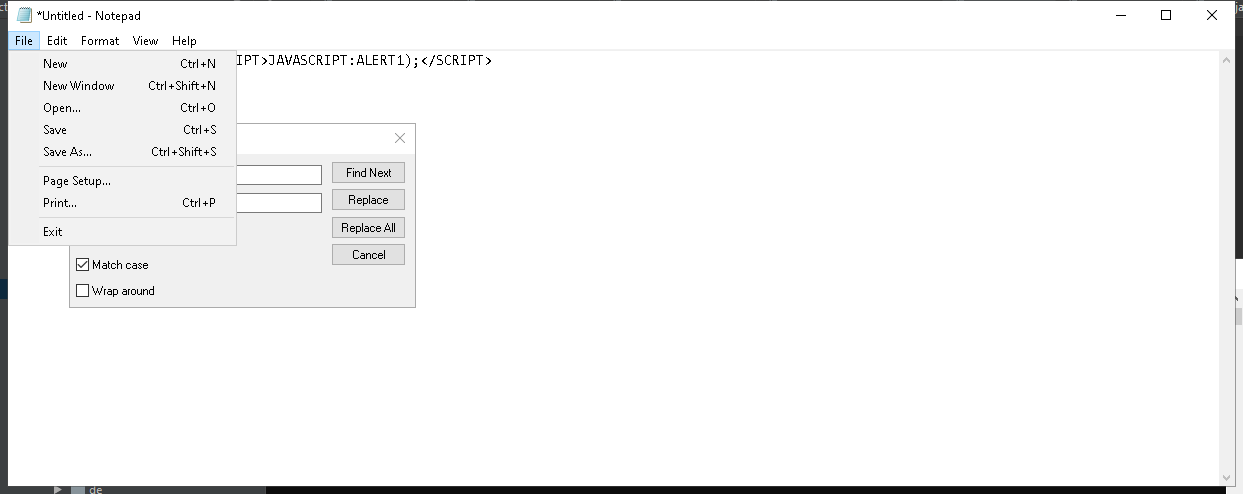 *Untitled - Notepad
File Edit Format View Help
IPT>JAVASCRIPT:ALERT1);</SCRIPT>
New Ctrl+N
New Window Ctrl+Shift+N
Open... Ctrl+O
Save Ctrl+S
Save As... Ctrl+Shift+S
Page Setup...
Print... Ctrl+P
Exit
Find Next
Replace
Replace All
Cancel
Match case
Wrap around
de